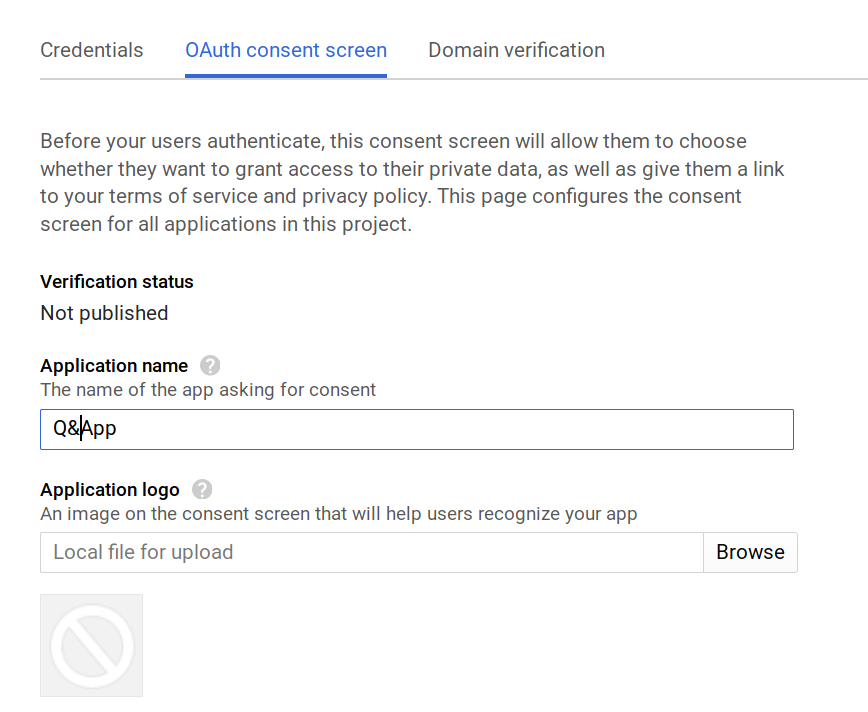 Credentials OAuth consent screen Domain verification
Before your users authenticate, this consent screen will allow them to choose
whether they want to grant access to their private data, as well as give them a link
to your terms of service and privacy policy. This page configures the consent
screen for all applications in this project.
Verification status
Not published
Application name ?
The name of the app asking for consent
Q&App
Application logo ?
An image on the consent screen that will help users recognize your app
Local file for upload Browse